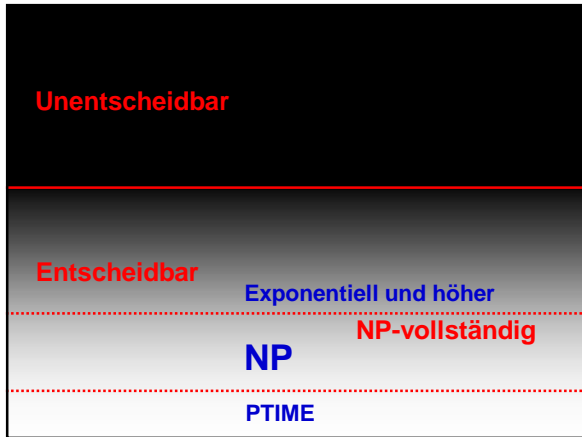 Unentscheidbar
Entscheidbar
Exponentiell und höher
NP-vollständig
NP
PTIME